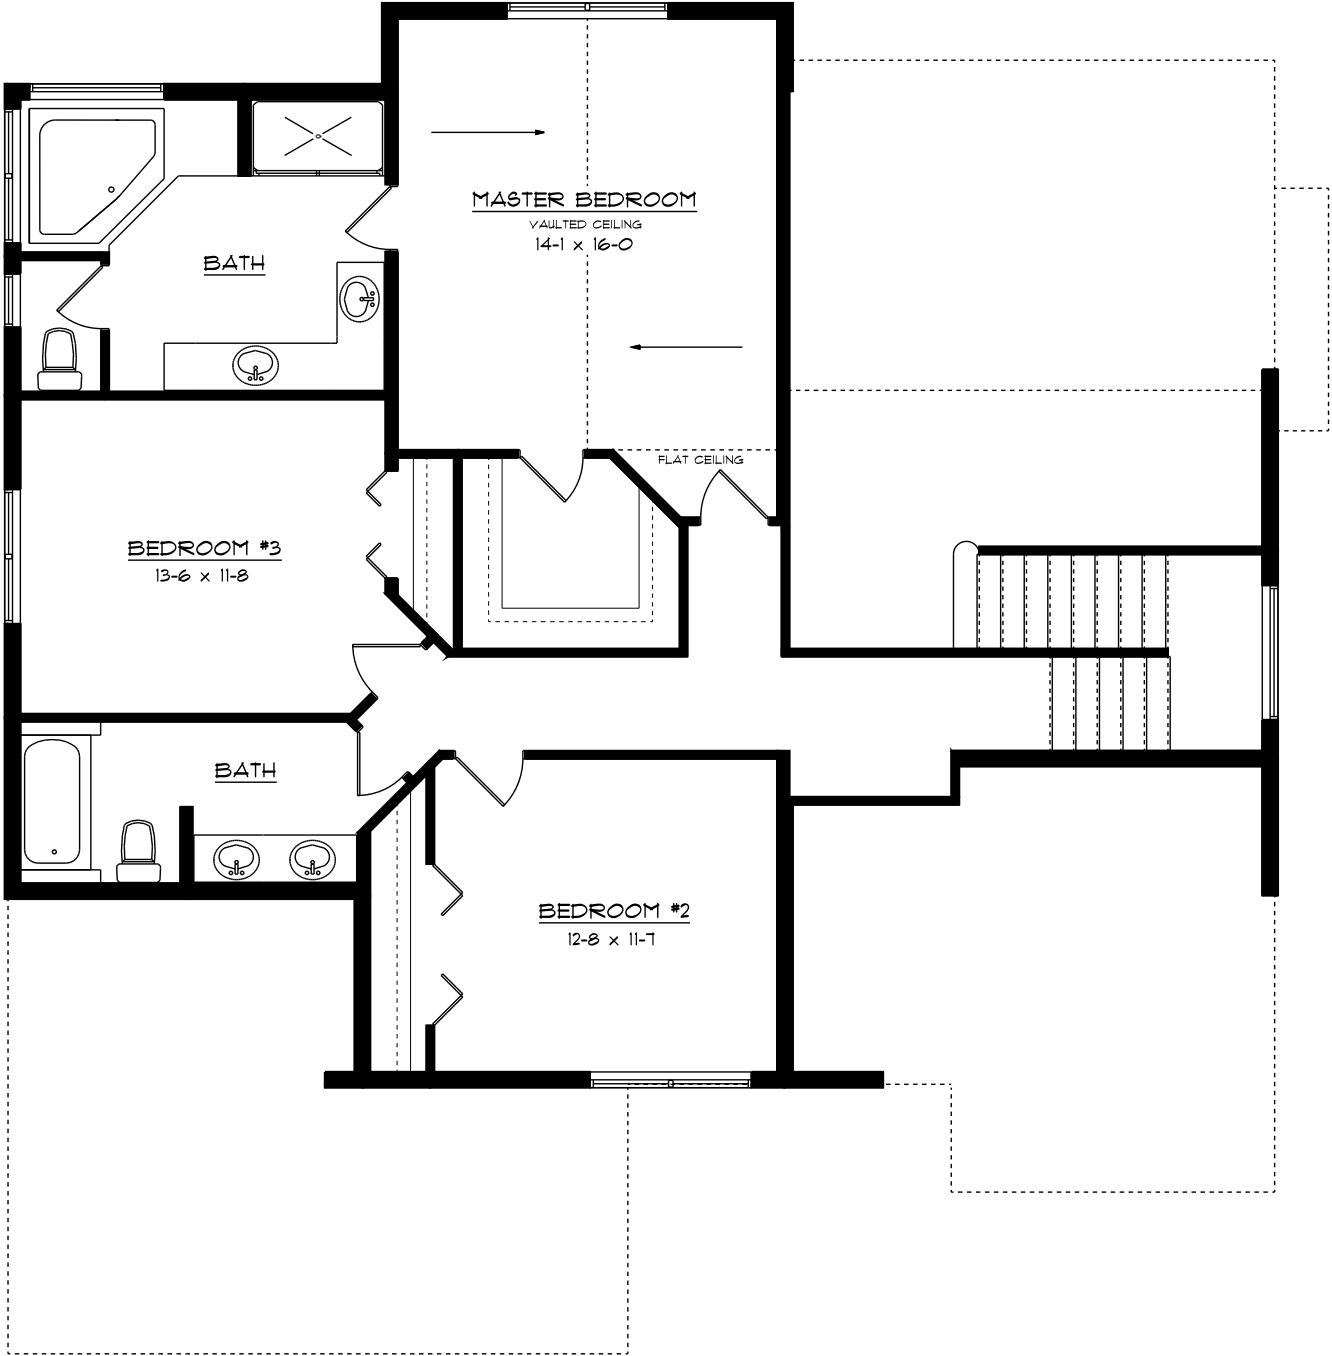 MASTER BEDROOM
VAULTED CEILING
14-1 x 16-0
BATH
FLAT CEILING
BEDROOM #3
13-6 x 11-8
BATH
BEDROOM #2
12-8 x 11-7